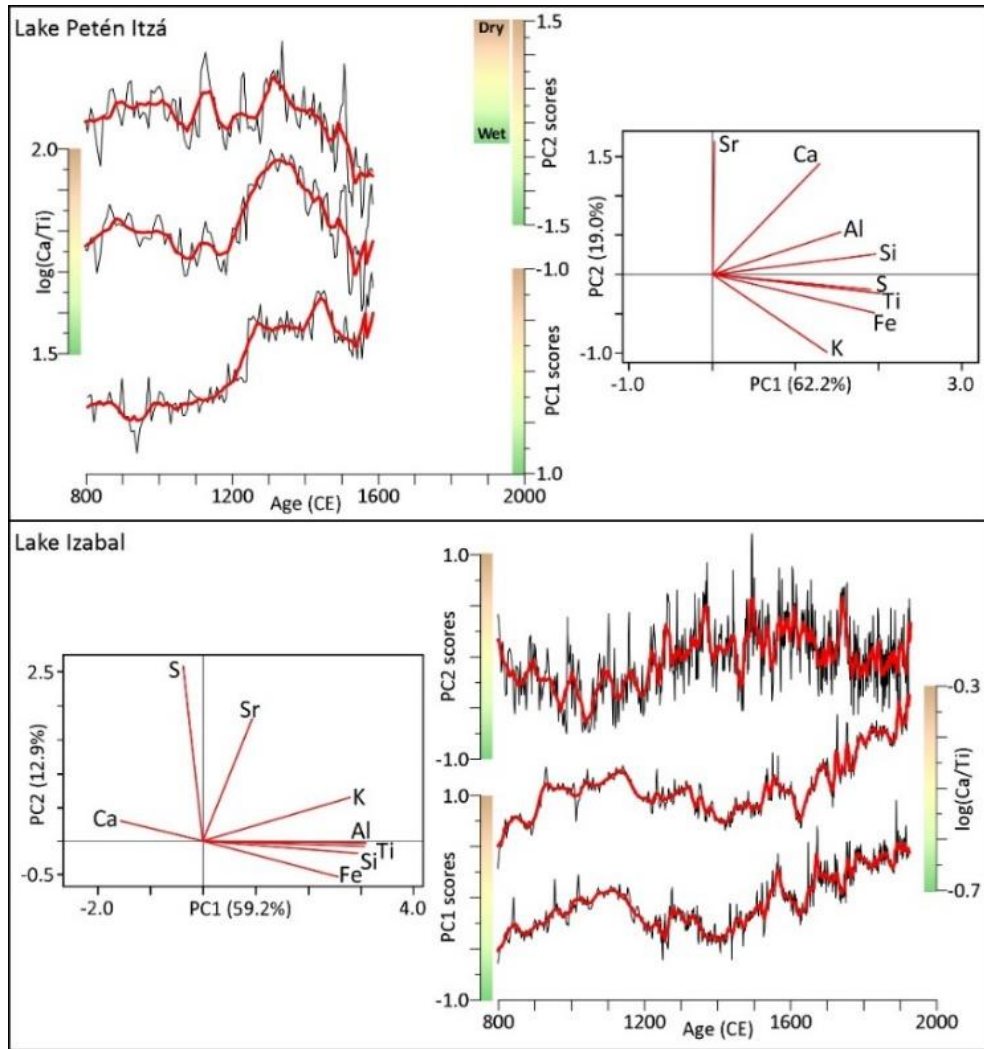 Lake Petén Itzá
Dry
Wet
1.5
PC2 scores
-1.5
2.0
log(Ca/Ti)
1.5
-1.0
PC1 scores
1.0
800
1200
1600
2000
Age (CE)
Sr
Ca
Al
Si
S
Ti
Fe
K
1.5
PC2 (19.0%)
-1.0
-1.0
PC1 (62.2%)
3.0
Lake Izabal
S
Sr
K
Ca
Al
Ti
Si
Fe
2.5
PC2 (12.9%)
-0.5
-2.0
PC1 (59.2%)
4.0
1.0
PC2 scores
-1.0
1.0
PC1 scores
-1.0
-0.3
log(Ca/Ti)
-0.7
800
1200
1600
2000
Age (CE)